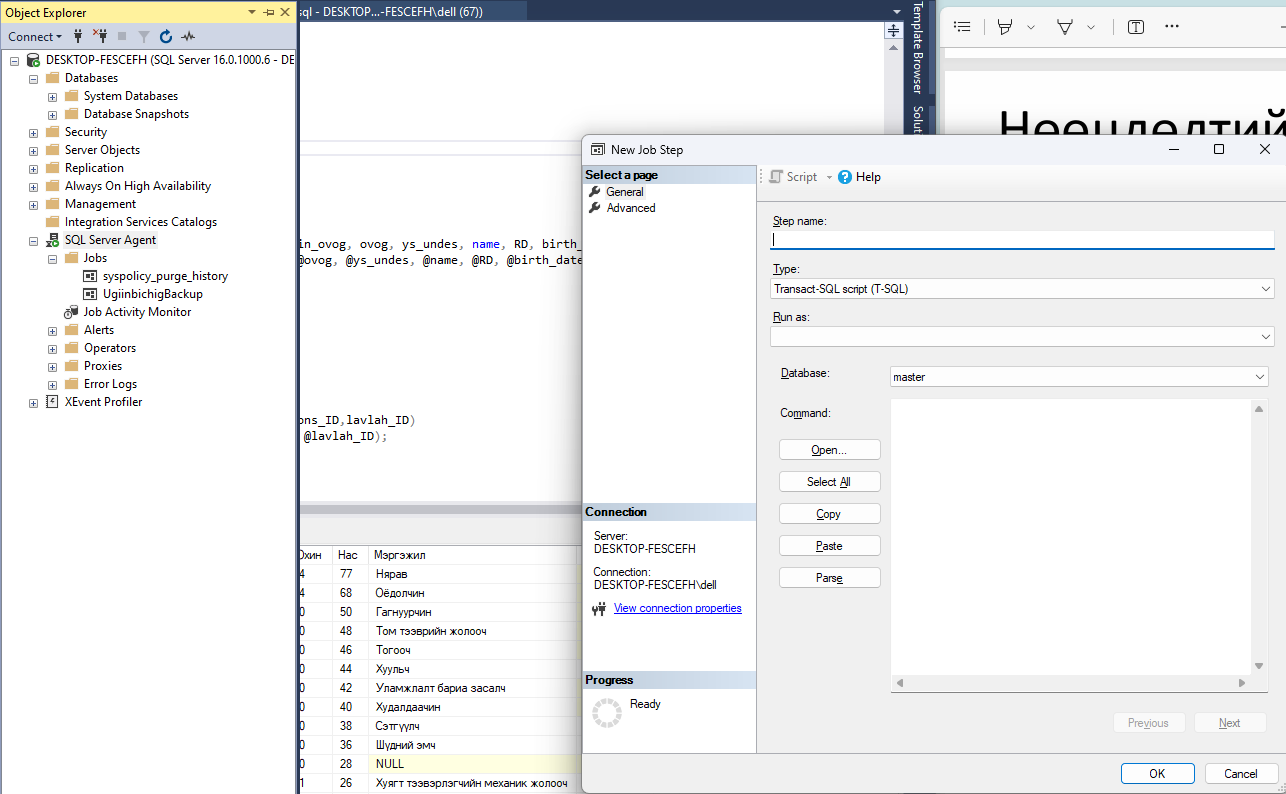 Object Explorer
Connect
DESKTOP-FESCEFH (SQL Server 16.0.1000.6 - DE
Databases
System Databases
Database Snapshots
Security
Server Objects
Replication
Always On High Availability
Management
Integration Services Catalogs
SQL Server Agent
Jobs
syspolicy_purge_history
UgiinbichigBackup
Job Activity Monitor
Alerts
Operators
Proxies
Error Logs
XEvent Profiler
sql - DESKTOP...-FESCEFH\dell (67))
in_ovog, ovog, ys_undes, name, RD, birth_
@ovog, @ys_undes, @name, @RD, @birth_date
ons_ID,lavlah_ID)
@lavlah_ID);
Охин Нас Мэргэжил
4 77 Нярав
4 68 Оёдолчин
0 50 Гагнуурчин
0 48 Том тээврийн жолооч
0 46 Тогооч
0 44 Хуульч
0 42 Уламжлалт бариа засалч
0 40 Худалдаачин
0 38 Сэтгүүлч
0 36 Шүдний эмч
0 28 NULL
1 26 Хуягт тээвэрлэгчийн механик жолооч
Template Browser
Solut
Нөөцлөлтий
New Job Step
Select a page
General
Advanced
Script
Help
Step name:
Type:
Transact-SQL script (T-SQL)
Run as:
Database:
master
Command:
Open...
Select All
Copy
Paste
Parse
Connection
Server:
DESKTOP-FESCEFH
Connection:
DESKTOP-FESCEFH\dell
View connection properties
Progress
Ready
Previous
Next
OK
Cancel